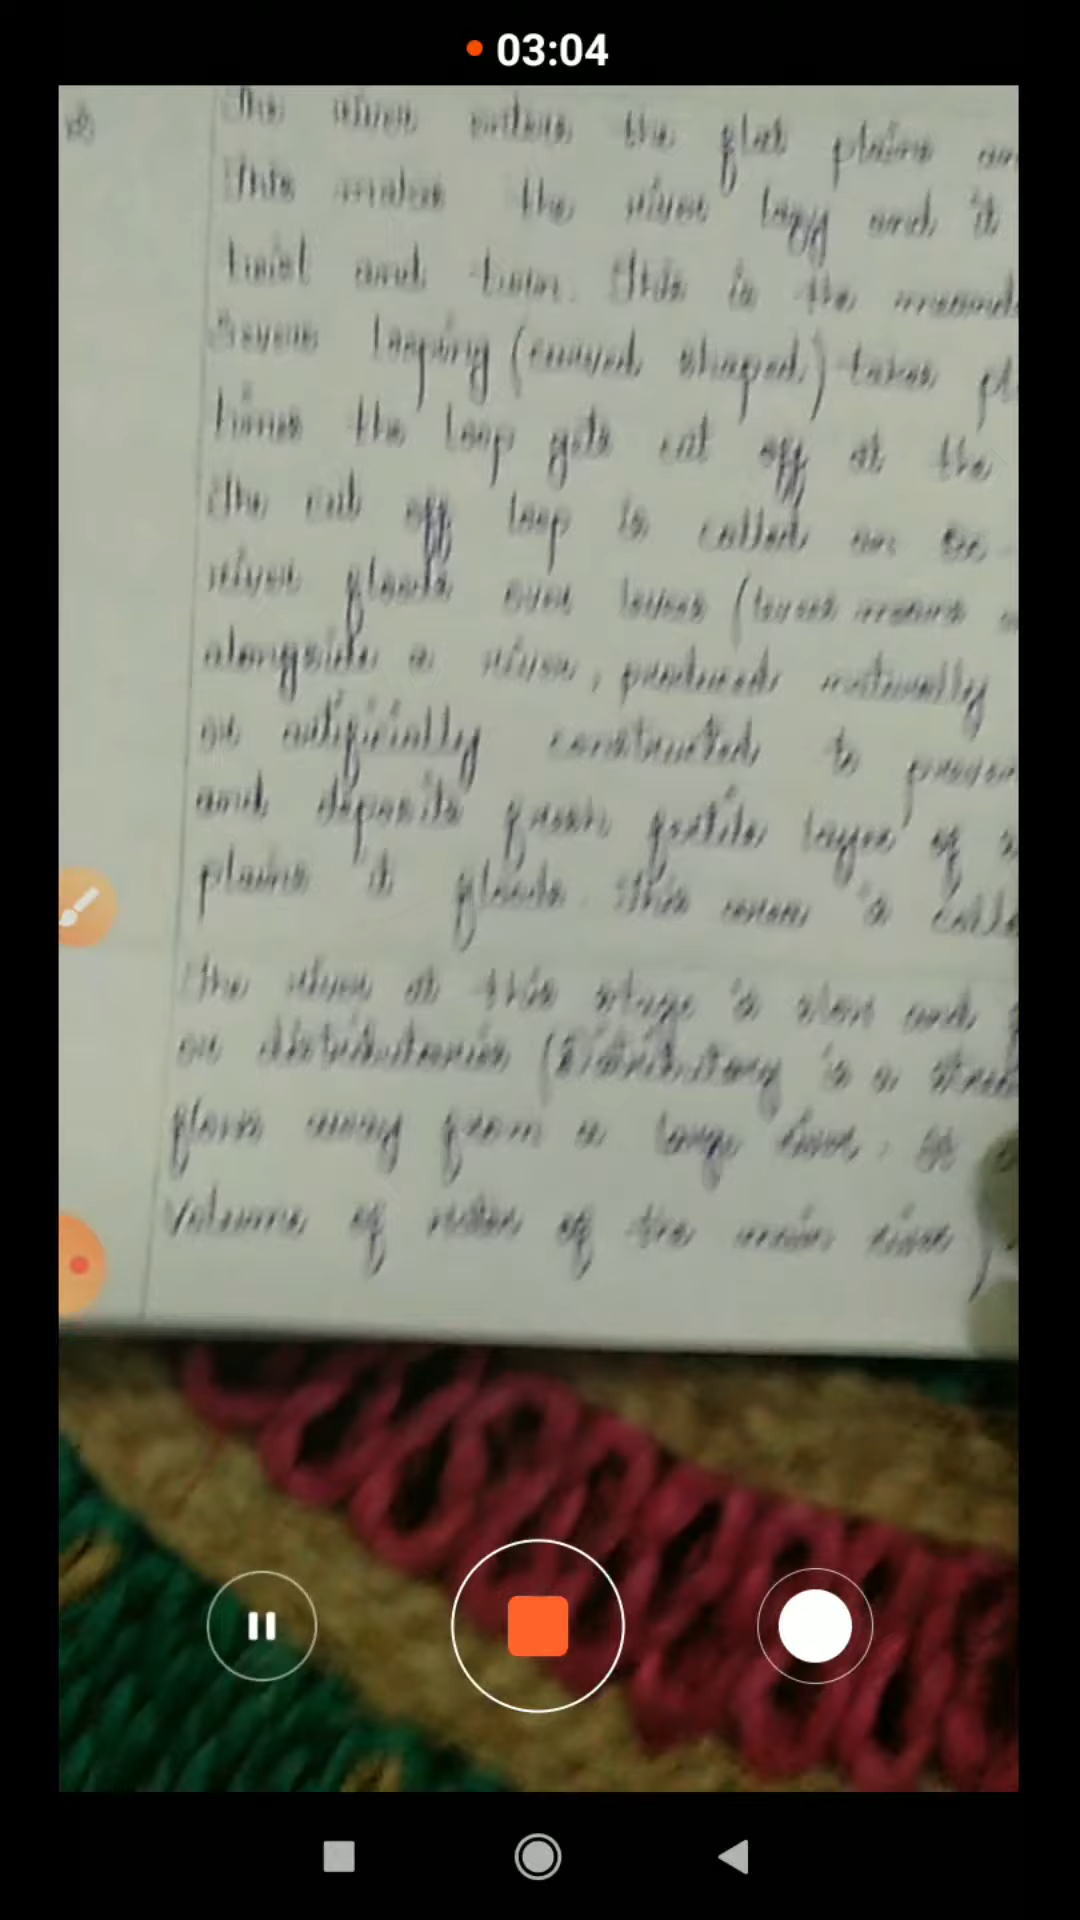 03:04
The river enters the flat plains
This makes the river lazy and it
twist and turn. This is the
Severe looping (curved shaped) takes
times the loop gets cut off at the
The cut off loop is called an
river floods over levees (levees means
alongside a river, produced naturally
or artificially constructed to
and deposits fresh fertile layer of
plains it floods. This area is
The river at this stage is slow and
or distributaries (Distributary is a
flows away from a large river. It
volume of water of the main river